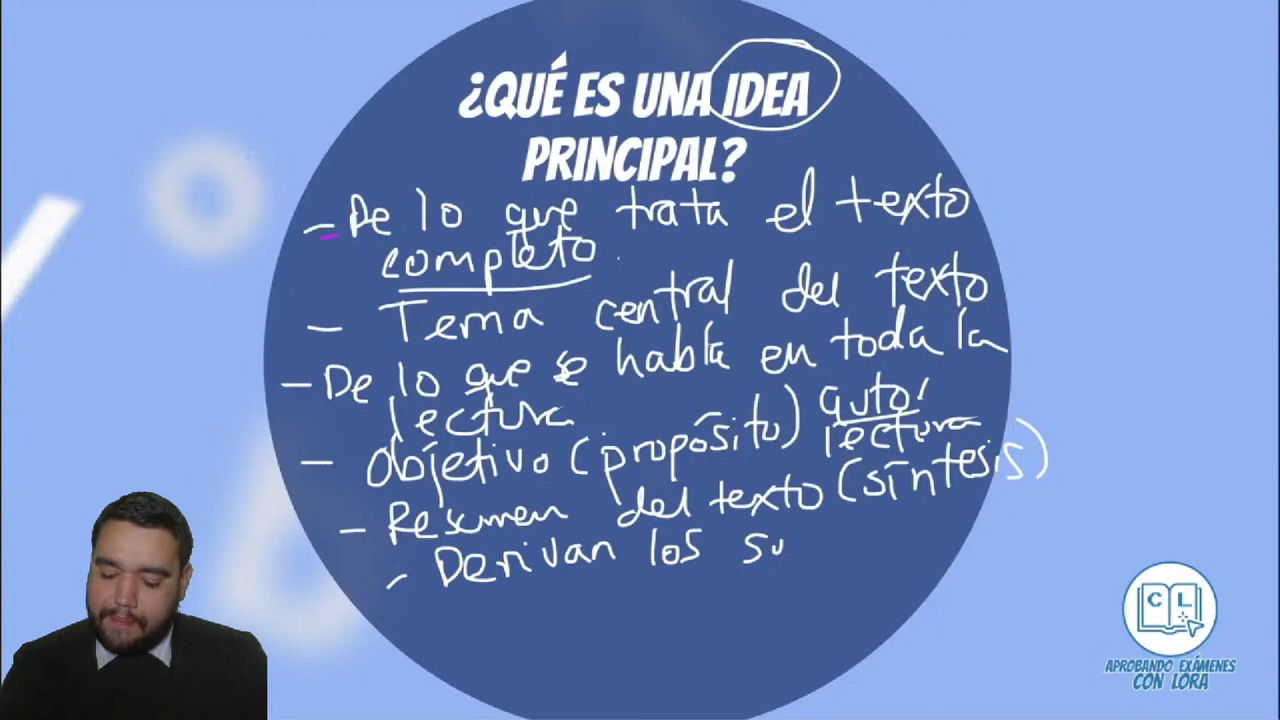 ¿QUÉ ES UNA IDEA
PRINCIPAL?
- De lo que trata el texto
completo.
- Tema central del texto
- De lo que se habla en toda la
lectura
- Objetivo (propósito) autor
lectura
- Resumen del texto (síntesis)
- Derivan los su
C L
APROBANDO EXÁMENES
CON LORA